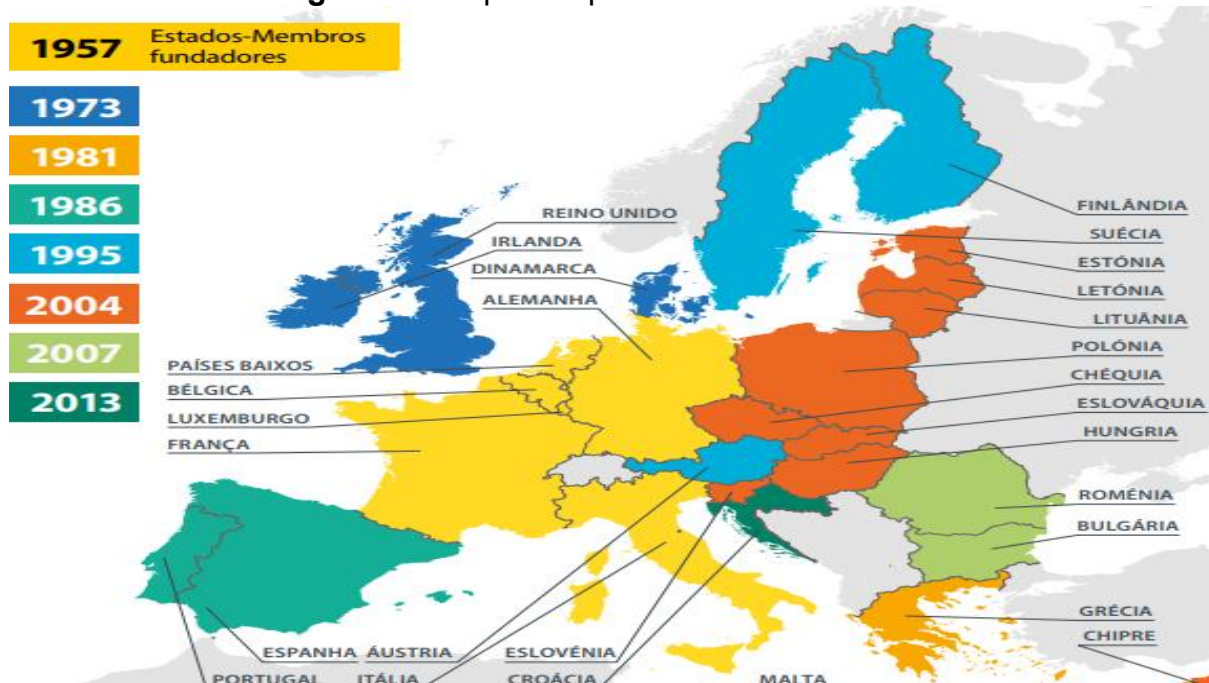 1957 Estados-Membros
fundadores
1973
1981
1986
1995
2004
2007
2013
REINO UNIDO
IRLANDA
DINAMARCA
ALEMANHA
PAÍSES BAIXOS
BÉLGICA
LUXEMBURGO
FRANÇA
FINLÂNDIA
SUÉCIA
ESTÓNIA
LETÓNIA
LITUÂNIA
POLÓNIA
CHÉQUIA
ESLOVÁQUIA
HUNGRIA
ROMÉNIA
BULGÁRIA
GRÉCIA
CHIPRE
ESPANHA
ÁUSTRIA
ESLOVÉNIA
PORTUGAL
ITÁLIA
CROÁCIA
MALTA